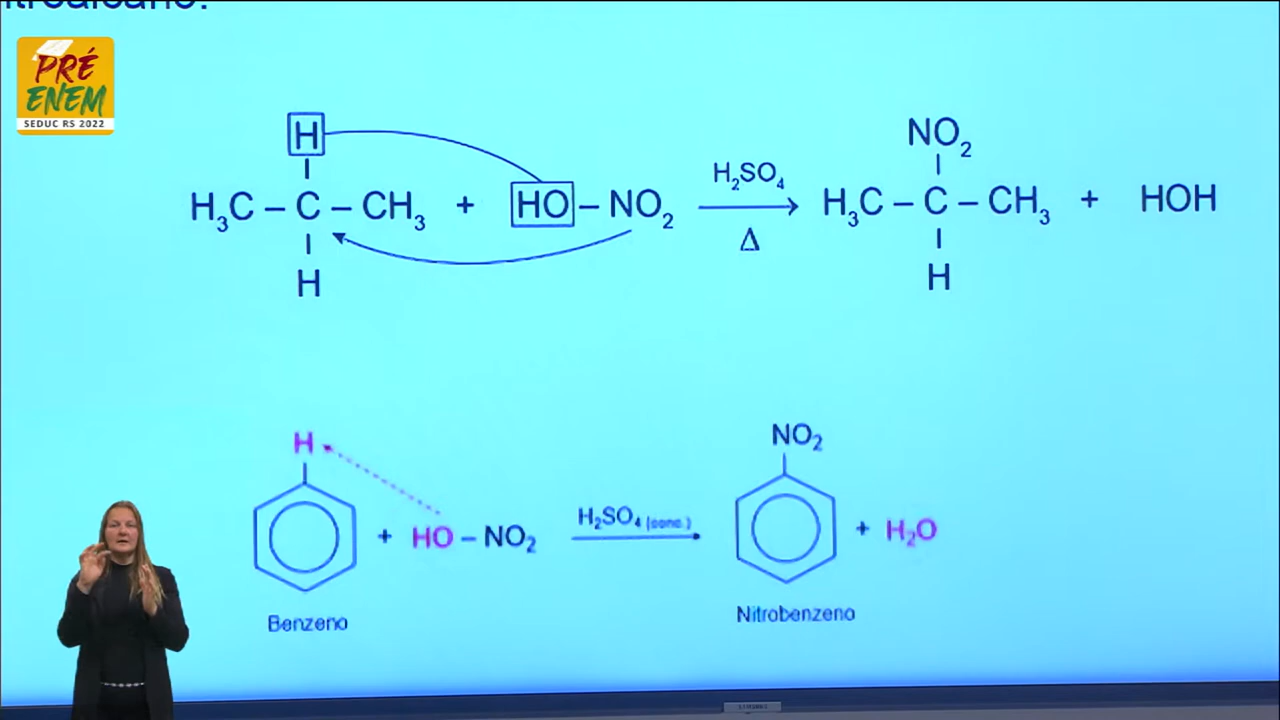 PRÉ
ENEM
SEDUC RS 2022
H
H₃C – C – CH₃ + HO – NO₂ H₂SO₄ Δ H₃C – C – CH₃ + HOH
H
NO₂
H
H
+ HO – NO₂ H₂SO₄ (conc.) + H₂O
NO₂
Benzeno
Nitrobenzeno